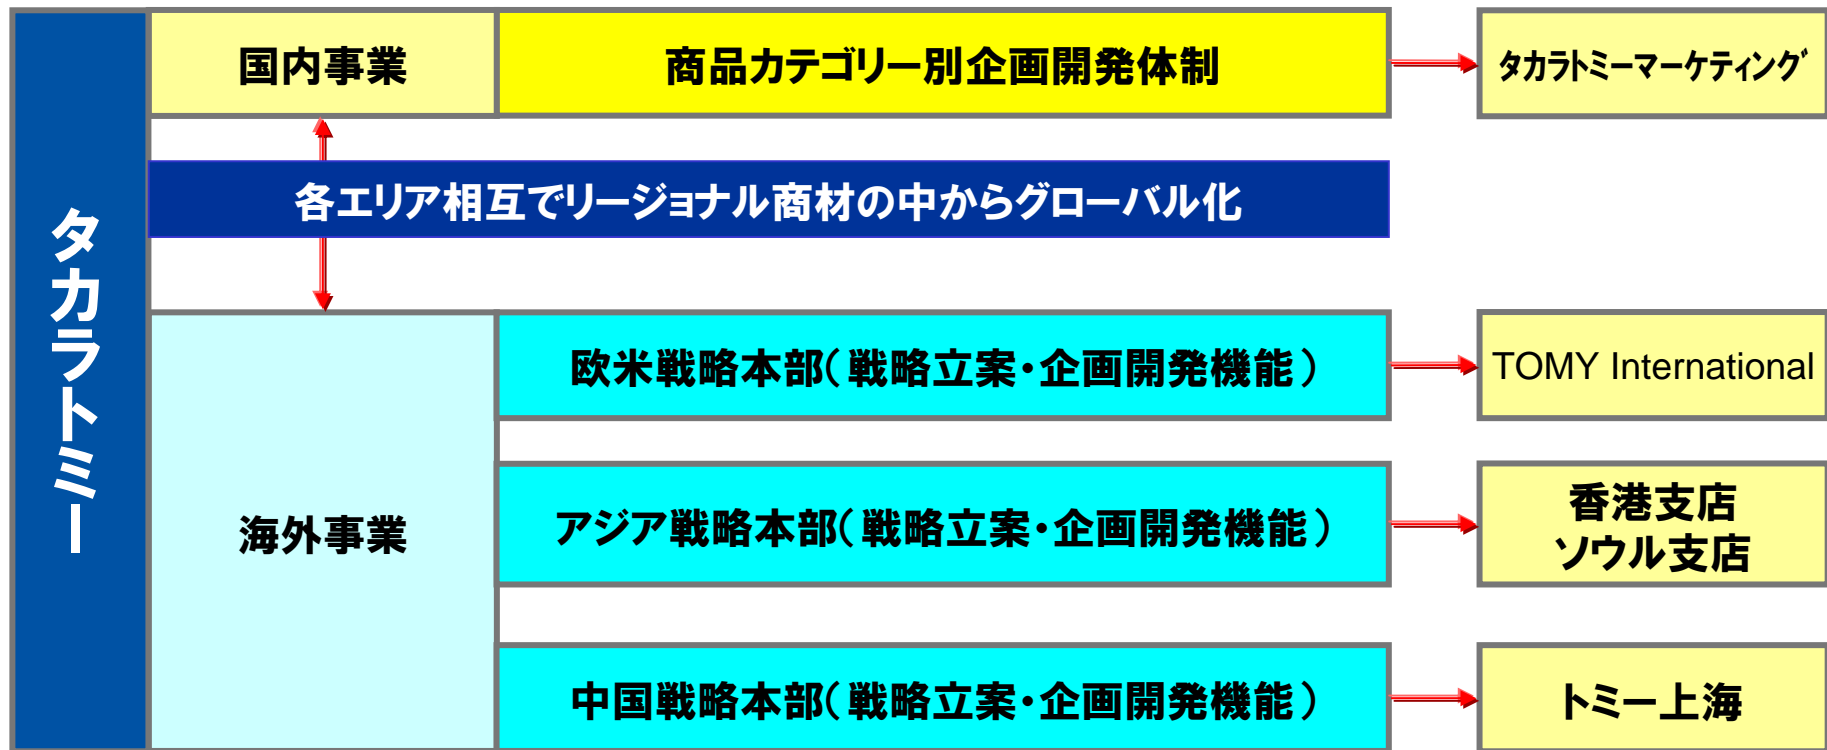 タカラトミー
国内事業
商品カテゴリー別企画開発体制
タカラトミーマーケティング
各エリア相互でリージョナル商材の中からグローバル化
海外事業
欧米戦略本部(戦略立案・企画開発機能)
TOMY International
アジア戦略本部(戦略立案・企画開発機能)
香港支店
ソウル支店
中国戦略本部(戦略立案・企画開発機能)
トミー上海